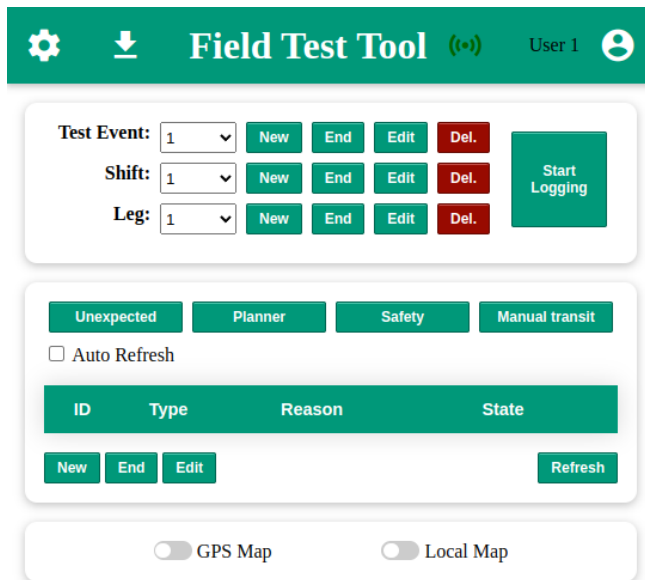 Field Test Tool User 1
Test Event: 1 New End Edit Del.
Shift: 1 New End Edit Del.
Start
Logging
Leg: 1 New End Edit Del.
Unexpected Planner Safety Manual transit
Auto Refresh
ID Type Reason State
New End Edit Refresh
GPS Map Local Map